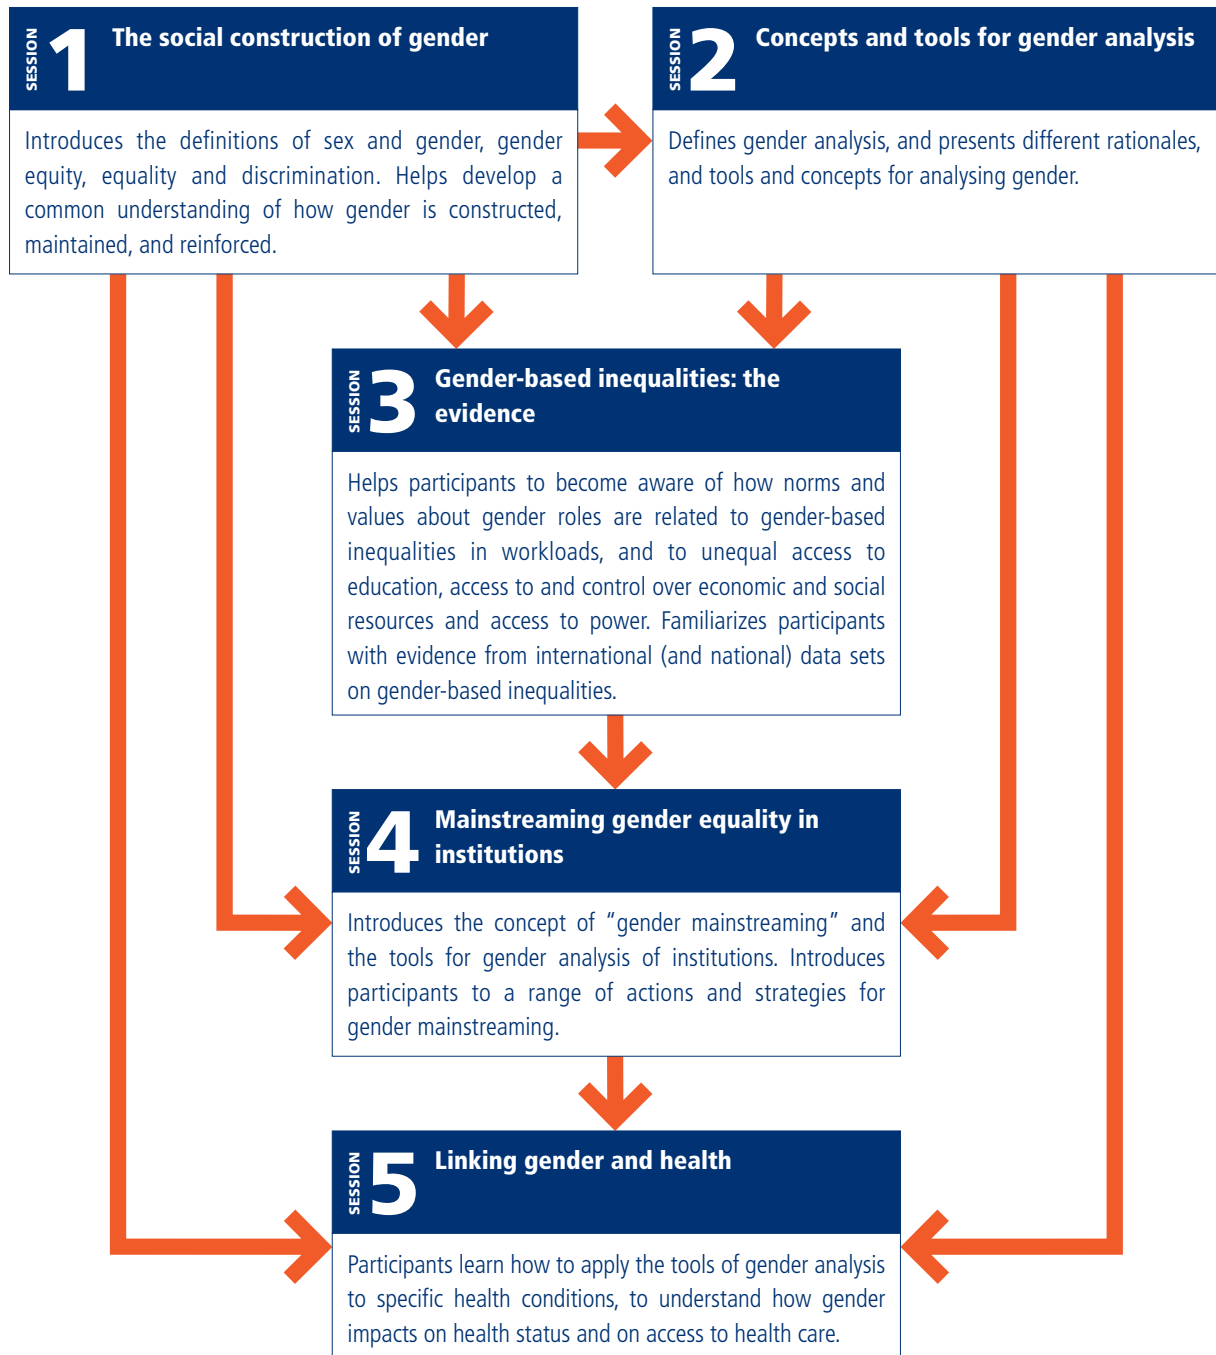 SESSION 1 The social construction of gender
Introduces the definitions of sex and gender, gender
equity, equality and discrimination. Helps develop a
common understanding of how gender is constructed,
maintained, and reinforced.
SESSION 2 Concepts and tools for gender analysis
Defines gender analysis, and presents different rationales,
and tools and concepts for analysing gender.
SESSION 3 Gender-based inequalities: the
evidence
Helps participants to become aware of how norms and
values about gender roles are related to gender-based
inequalities in workloads, and to unequal access to
education, access to and control over economic and social
resources and access to power. Familiarizes participants
with evidence from international (and national) data sets
on gender-based inequalities.
SESSION 4 Mainstreaming gender equality in
institutions
Introduces the concept of “gender mainstreaming” and
the tools for gender analysis of institutions. Introduces
participants to a range of actions and strategies for
gender mainstreaming.
SESSION 5 Linking gender and health
Participants learn how to apply the tools of gender analysis
to specific health conditions, to understand how gender
impacts on health status and on access to health care.